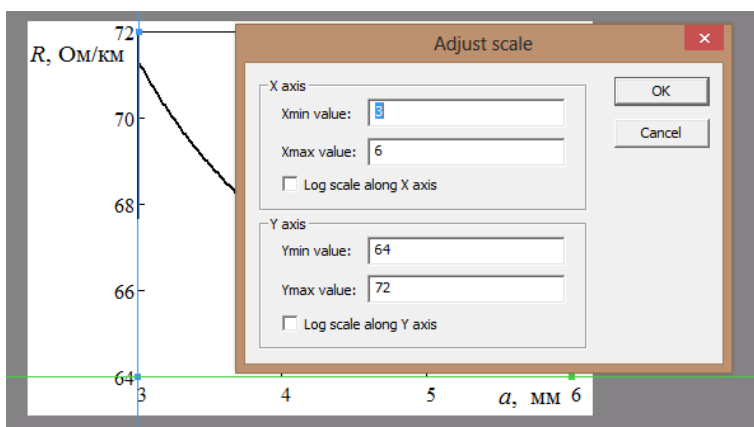 72
R, Ом/км
70
68
66
64
3
4
5
a, мм 6
Adjust scale
X axis
Xmin value: 3
Xmax value: 6
Log scale along X axis
Y axis
Ymin value: 64
Ymax value: 72
Log scale along Y axis
OK
Cancel